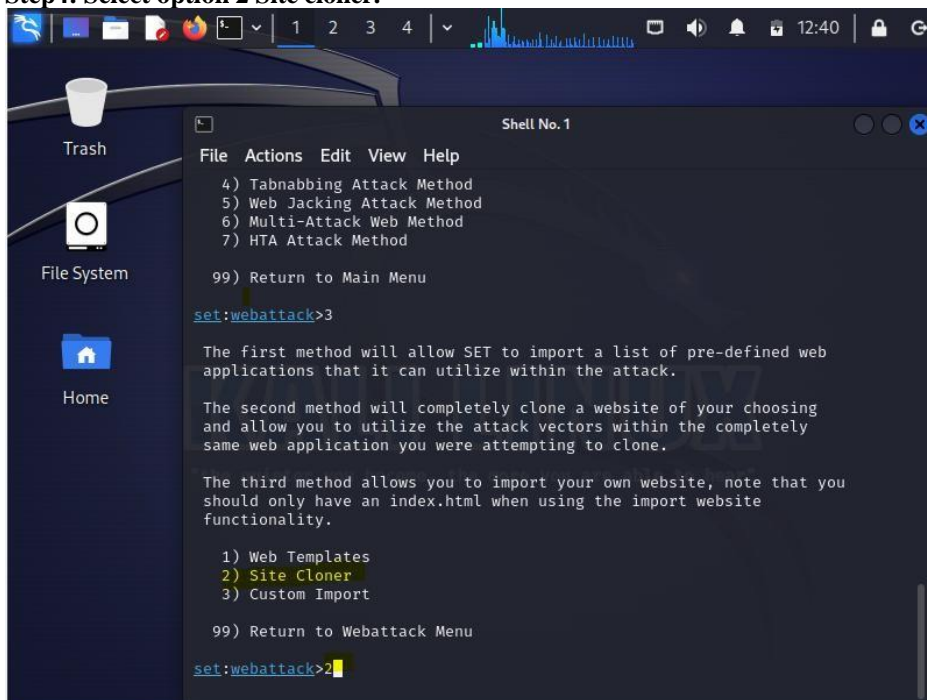 Step4: Select option 2 Site cloner.
1 2 3 4
12:40
Trash
File System
Home
Shell No. 1
File Actions Edit View Help
4) Tabnabbing Attack Method
5) Web Jacking Attack Method
6) Multi-Attack Web Method
7) HTA Attack Method
99) Return to Main Menu
set:webattack>3
The first method will allow SET to import a list of pre-defined web
applications that it can utilize within the attack.
The second method will completely clone a website of your choosing
and allow you to utilize the attack vectors within the completely
same web application you were attempting to clone.
The third method allows you to import your own website, note that you
should only have an index.html when using the import website
functionality.
1) Web Templates
2) Site Cloner
3) Custom Import
99) Return to Webattack Menu
set:webattack>2